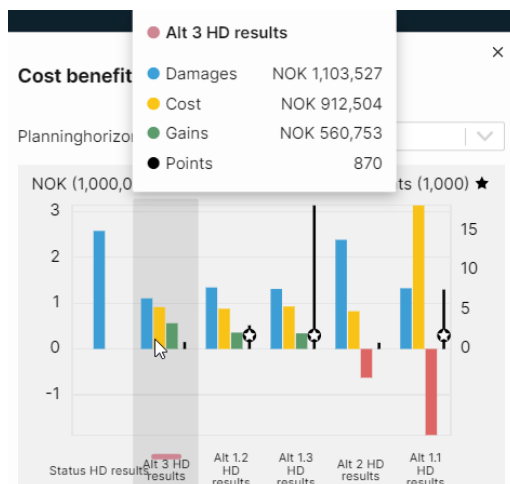 Alt 3 HD results
×
Cost benefit
Damages NOK 1,103,527
Cost NOK 912,504
Planninghorizo
Gains NOK 560,753
Points 870
NOK (1,000,0
ts (1,000) ★
3
2
1
0
-1
15
10
5
0
Status HD results
Alt 3 HD
results
Alt 1.2
HD
results
Alt 1.3
HD
results
Alt 2 HD
results
Alt 1.1
HD
results